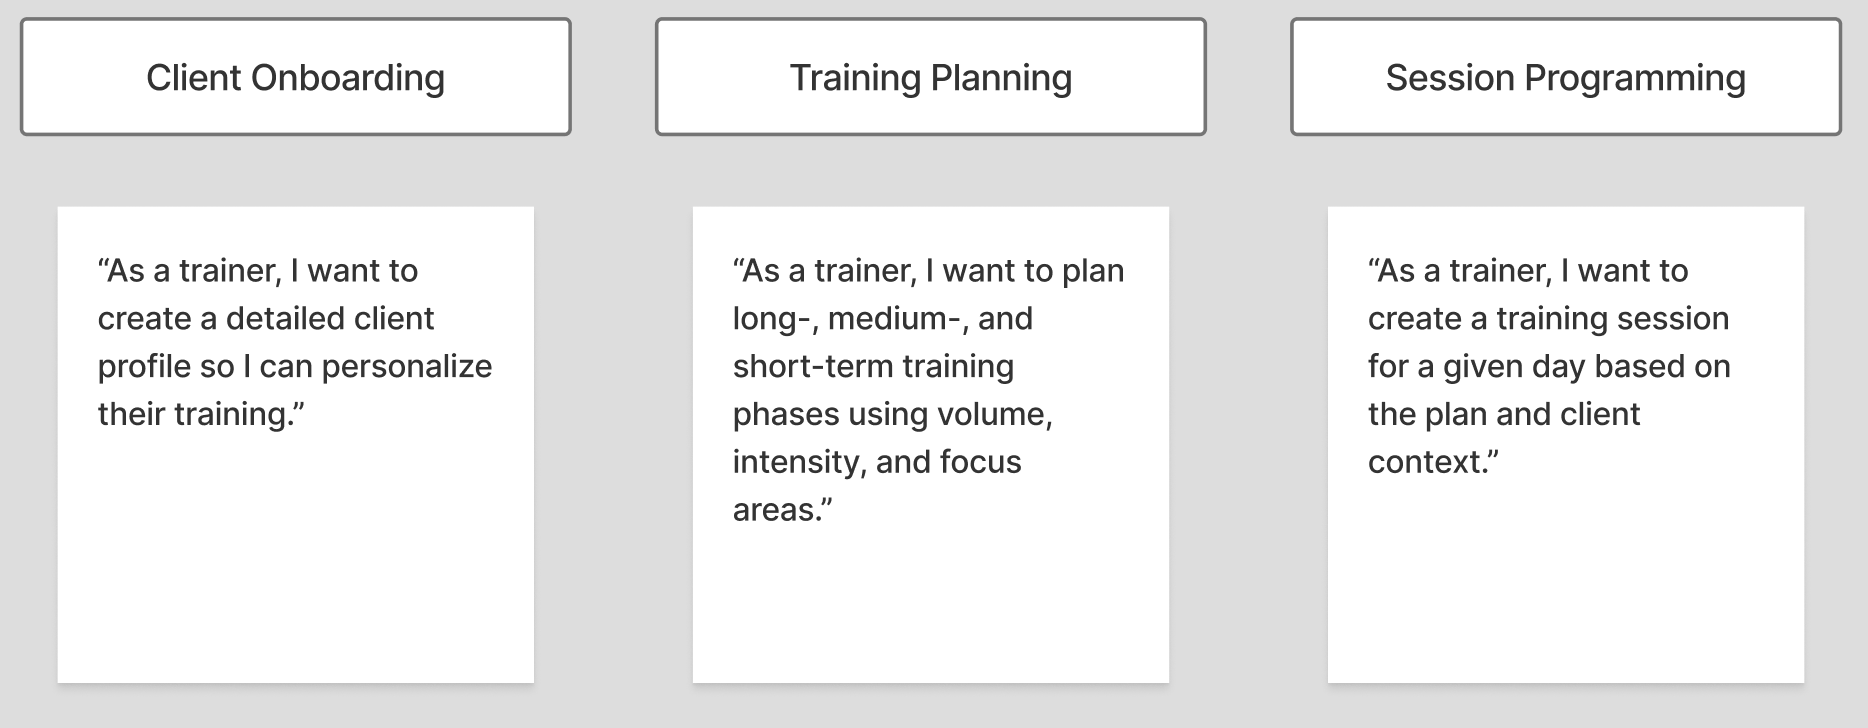 Client Onboarding
Training Planning
Session Programming
“As a trainer, I want to
create a detailed client
profile so I can personalize
their training.”
“As a trainer, I want to plan
long-, medium-, and
short-term training
phases using volume,
intensity, and focus
areas.”
“As a trainer, I want to
create a training session
for a given day based on
the plan and client
context.”